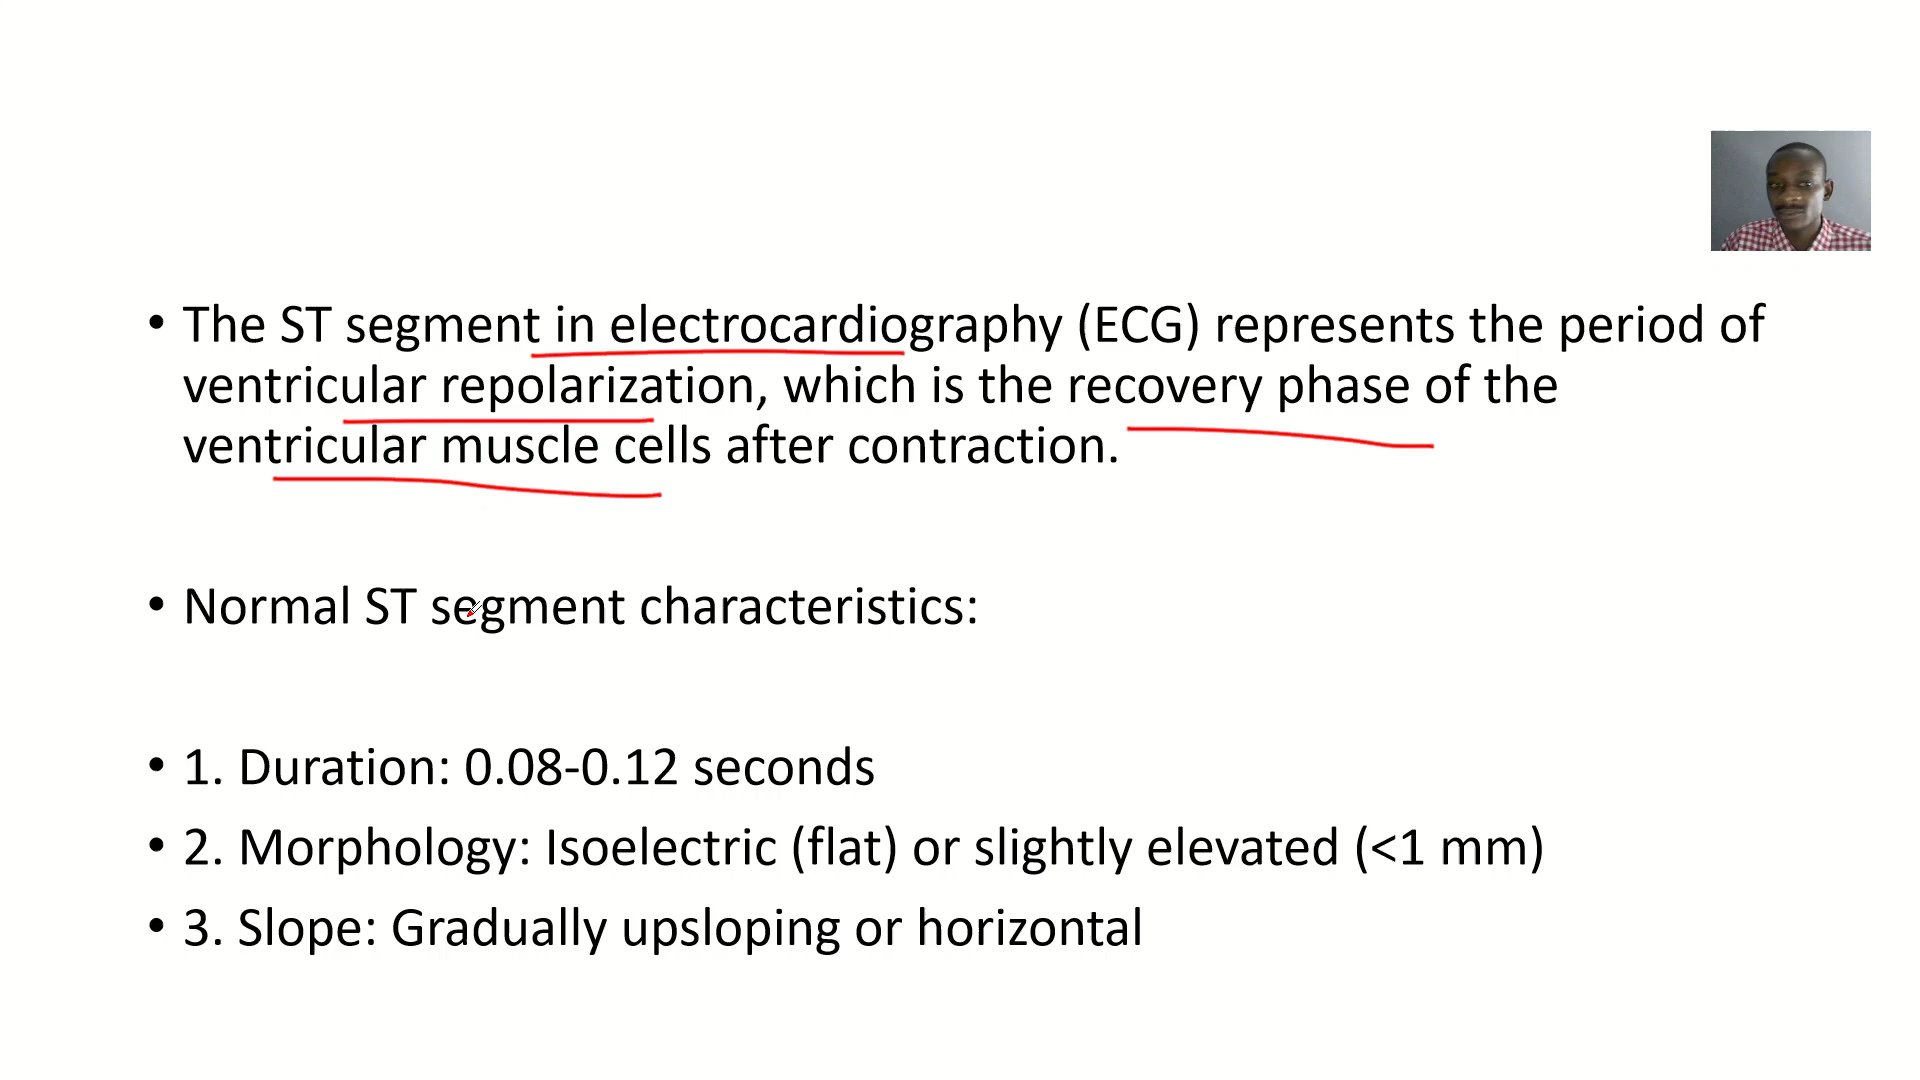 • The ST segment in electrocardiography (ECG) represents the period of
ventricular repolarization, which is the recovery phase of the
ventricular muscle cells after contraction.
• Normal ST segment characteristics:
• 1. Duration: 0.08-0.12 seconds
• 2. Morphology: Isoelectric (flat) or slightly elevated (<1 mm)
• 3. Slope: Gradually upsloping or horizontal